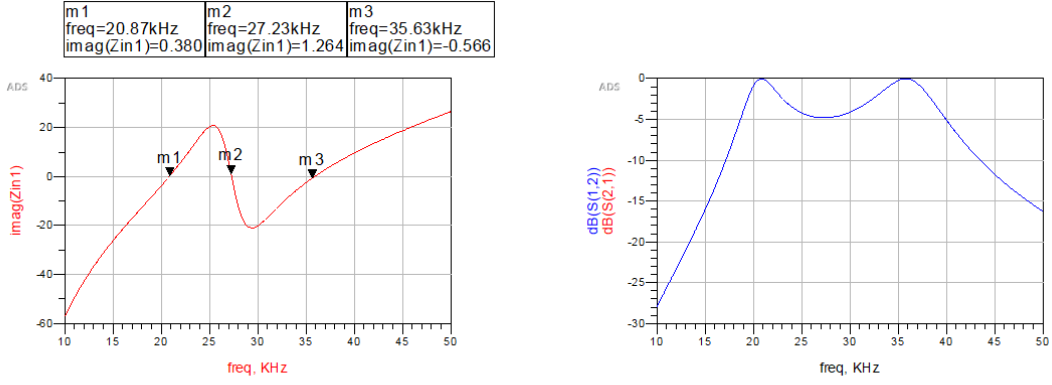 m1
freq=20.87kHz
imag(Zin1)=0.380
m2
freq=27.23kHz
imag(Zin1)=1.264
m3
freq=35.63kHz
imag(Zin1)=-0.566
ADS
imag(Zin1)
40
20
0
-20
-40
-60
m1
m2
m3
10 15 20 25 30 35 40 45 50
freq, KHz
ADS
dB(S(1,2))
dB(S(2,1))
0
-5
-10
-15
-20
-25
-30
10 15 20 25 30 35 40 45 50
freq, KHz